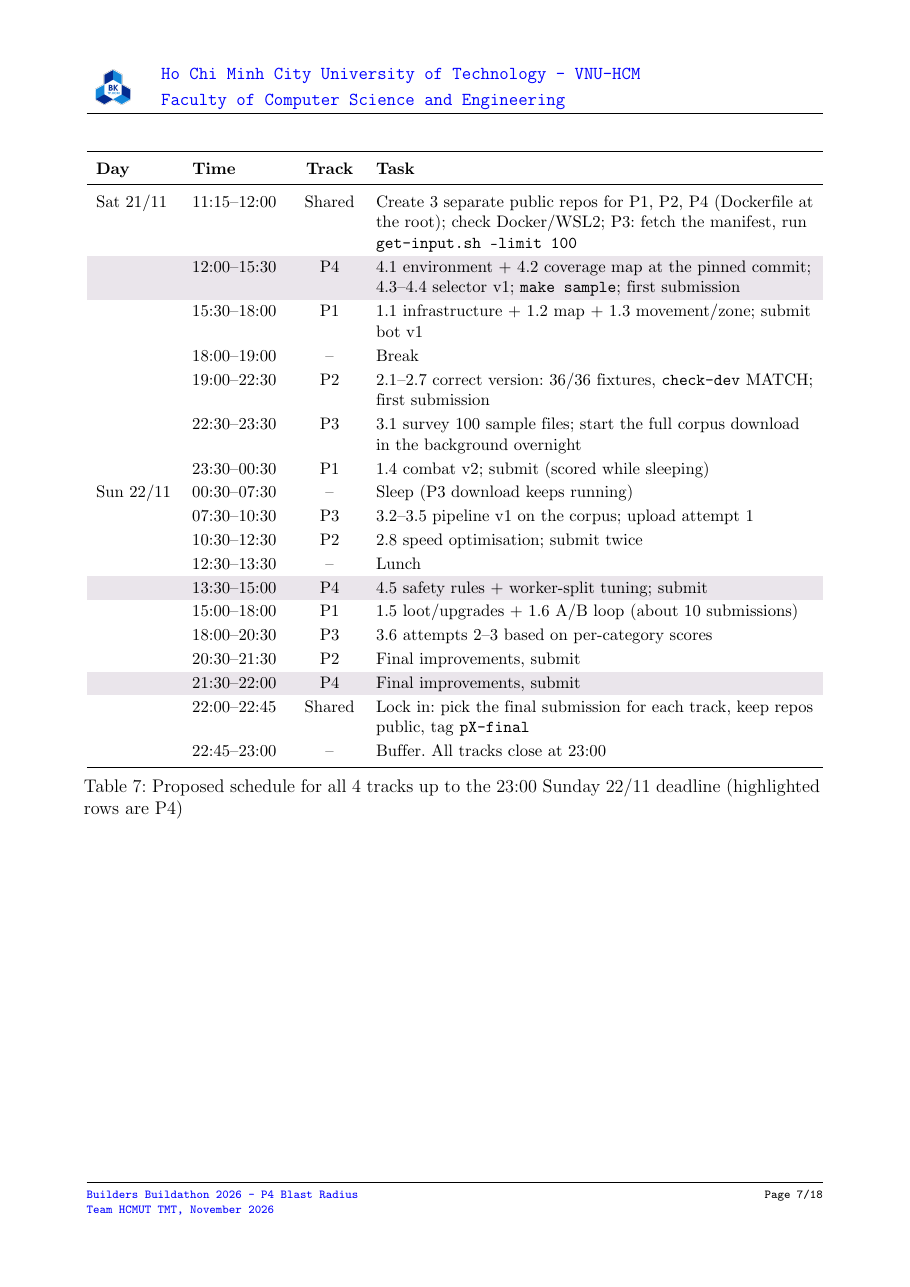 Ho Chi Minh City University of Technology - VNU-HCM
Faculty of Computer Science and Engineering
BK
Day Time Track Task
Sat 21/11 11:15–12:00 Shared Create 3 separate public repos for P1, P2, P4 (Dockerfile at
the root); check Docker/WSL2; P3: fetch the manifest, run
get-input.sh -limit 100
12:00–15:30 P4 4.1 environment + 4.2 coverage map at the pinned commit;
4.3–4.4 selector v1; make sample; first submission
15:30–18:00 P1 1.1 infrastructure + 1.2 map + 1.3 movement/zone; submit
bot v1
18:00–19:00 – Break
19:00–22:30 P2 2.1–2.7 correct version: 36/36 fixtures, check-dev MATCH;
first submission
22:30–23:30 P3 3.1 survey 100 sample files; start the full corpus download
in the background overnight
23:30–00:30 P1 1.4 combat v2; submit (scored while sleeping)
Sun 22/11 00:30–07:30 – Sleep (P3 download keeps running)
07:30–10:30 P3 3.2–3.5 pipeline v1 on the corpus; upload attempt 1
10:30–12:30 P2 2.8 speed optimisation; submit twice
12:30–13:30 – Lunch
13:30–15:00 P4 4.5 safety rules + worker-split tuning; submit
15:00–18:00 P1 1.5 loot/upgrades + 1.6 A/B loop (about 10 submissions)
18:00–20:30 P3 3.6 attempts 2–3 based on per-category scores
20:30–21:30 P2 Final improvements, submit
21:30–22:00 P4 Final improvements, submit
22:00–22:45 Shared Lock in: pick the final submission for each track, keep repos
public, tag pX-final
22:45–23:00 – Buffer. All tracks close at 23:00
Table 7: Proposed schedule for all 4 tracks up to the 23:00 Sunday 22/11 deadline (highlighted
rows are P4)
Builders Buildathon 2026 - P4 Blast Radius Page 7/18
Team HCMUT TMT, November 2026